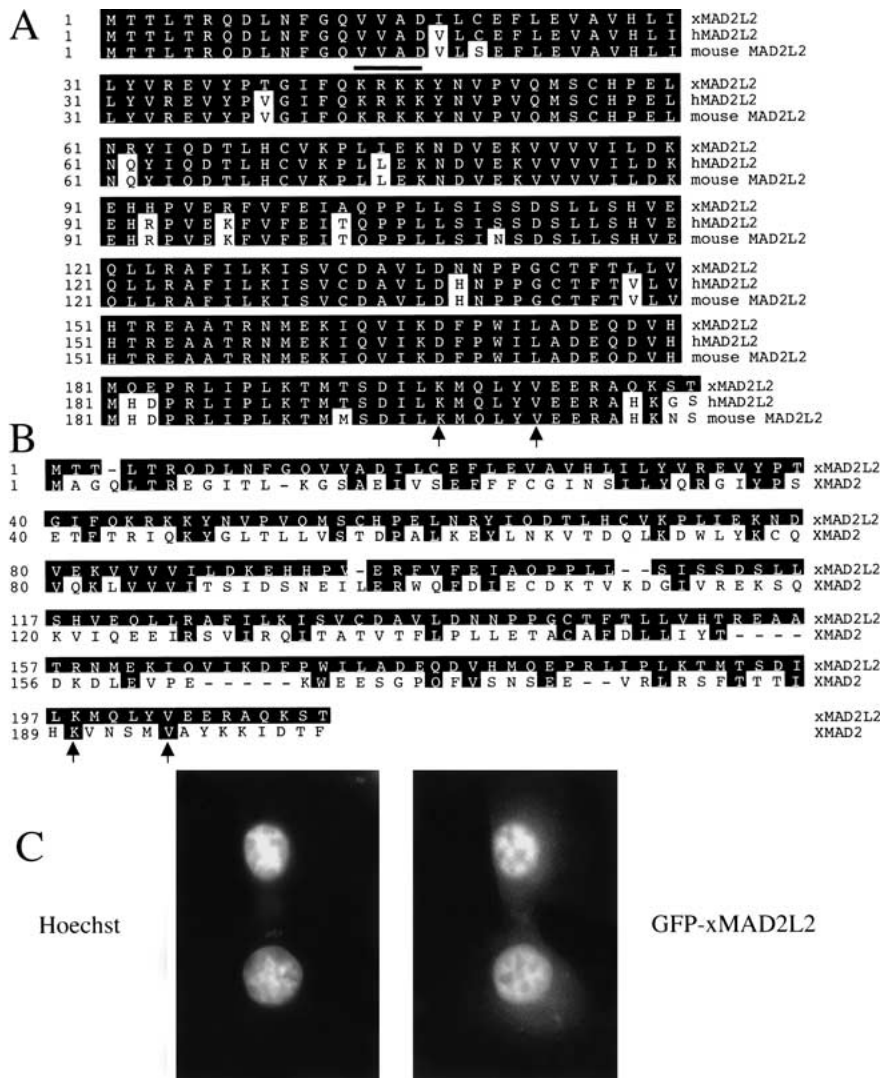 A
1 M T T L T R Q D L N F G Q V V A D I L C E F L E V A V H L I xMAD2L2
1 M T T L T R Q D L N F G Q V V A D V L C E F L E V A V H L I hMAD2L2
1 M T T L T R Q D L N F G Q V V A D V L S E F L E V A V H L I mouse MAD2L2
31 L Y V R E V Y P T G I F Q K R K K Y N V P V Q M S C H P E L xMAD2L2
31 L Y V R E V Y P V G I F Q K R K K Y N V P V Q M S C H P E L hMAD2L2
31 L Y V R E V Y P V G I F Q K R K K Y N V P V Q M S C H P E L mouse MAD2L2
61 N R Y I Q D T L H C V K P L I E K N D V E K V V V V I L D K xMAD2L2
61 N Q Y I Q D T L H C V K P L L E K N D V E K V V V V I L D K hMAD2L2
61 N Q Y I Q D T L H C V K P L L E K N D V E K V V V V I L D K mouse MAD2L2
91 E H H P V E R F V F E I A Q P P L L S I S S D S L L S H V E xMAD2L2
91 E H R P V E K F V F E I T Q P P L L S I S S D S L L S H V E hMAD2L2
91 E H R P V E K F V F E I T Q P P L L S I N S D S L L S H V E mouse MAD2L2
121 Q L L R A F I L K I S V C D A V L D N N P P G C T F T L L V xMAD2L2
121 Q L L R A F I L K I S V C D A V L D H N P P G C T F T V L V hMAD2L2
121 Q L L R A F I L K I S V C D A V L D H N P P G C T F T V L V mouse MAD2L2
151 H T R E A A T R N M E K I Q V I K D F P W I L A D E Q D V H xMAD2L2
151 H T R E A A T R N M E K I Q V I K D F P W I L A D E Q D V H hMAD2L2
151 H T R E A A T R N M E K I Q V I K D F P W I L A D E Q D V H mouse MAD2L2
181 M Q E P R L I P L K T M T S D I L K M Q L Y V E E R A Q K S T xMAD2L2
181 M H D P R L I P L K T M T S D I L K M Q L Y V E E R A H K G S hMAD2L2
181 M H D P R L I P L K T M M S D I L K M Q L Y V E E R A H K N S mouse MAD2L2
B
1 M T T - L T R Q D L N F G Q V V A D I L C E F L E V A V H L I L Y V R E V Y P T xMAD2L2
1 M A G Q L T R E G I T L - K G S A E I V S E F F F C G I N S I L Y Q R G I Y P S XMAD2
40 G I F Q K R K K Y N V P V Q M S C H P E L N R Y I Q D T L H C V K P L I E K N D xMAD2L2
40 E T F T R I Q K Y G L T L L V S T D P A L K E Y L N K V T D Q L K D W L Y K C Q XMAD2
80 V E K V V V V I L D K E H H P V - E R F V F E I A Q P P L L - - S I S S D S L L xMAD2L2
80 V Q K L V V V I T S I D S N E I L E R W Q F D I E C D K T V K D G I V R E K S Q XMAD2
117 S H V E Q L L R A F I L K I S V C D A V L D N N P P G C T F T L L V H T R E A A xMAD2L2
120 K V I Q E E I R S V I R Q I T A T V T F L P L L E T A C A F D L L I Y T - - - - XMAD2
157 T R N M E K I Q V I K D F P W I L A D E Q D V H M Q E P R L I P L K T M T S D I xMAD2L2
156 D K D L E V P E - - - - - K W E E S G P Q F V S N S E E - - V R L R S F T T T I XMAD2
197 L K M Q L Y V E E R A Q K S T xMAD2L2
189 H K V N S M V A Y K K I D T F XMAD2
C
Hoechst
GFP-xMAD2L2